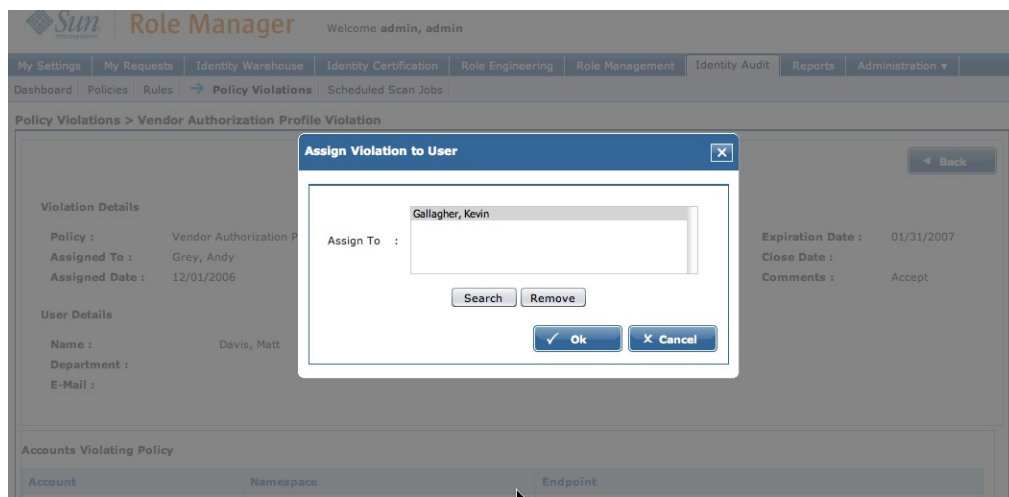 Sun microsystems Role Manager Welcome admin, admin
My Settings My Requests Identity Warehouse Identity Certification Role Engineering Role Management Identity Audit Reports Administration ▼
Dashboard Policies Rules → Policy Violations Scheduled Scan Jobs
Policy Violations > Vendor Authorization Profile Violation
Assign Violation to User
Back
Gallagher, Kevin
Assign To :
Search Remove
Ok Cancel
Violation Details
Policy : Vendor Authorization P
Expiration Date : 01/31/2007
Assigned To : Grey, Andy
Close Date :
Assigned Date : 12/01/2006
Comments : Accept
User Details
Name : Davis, Matt
Department :
E-Mail :
Accounts Violating Policy
Account Namespace Endpoint